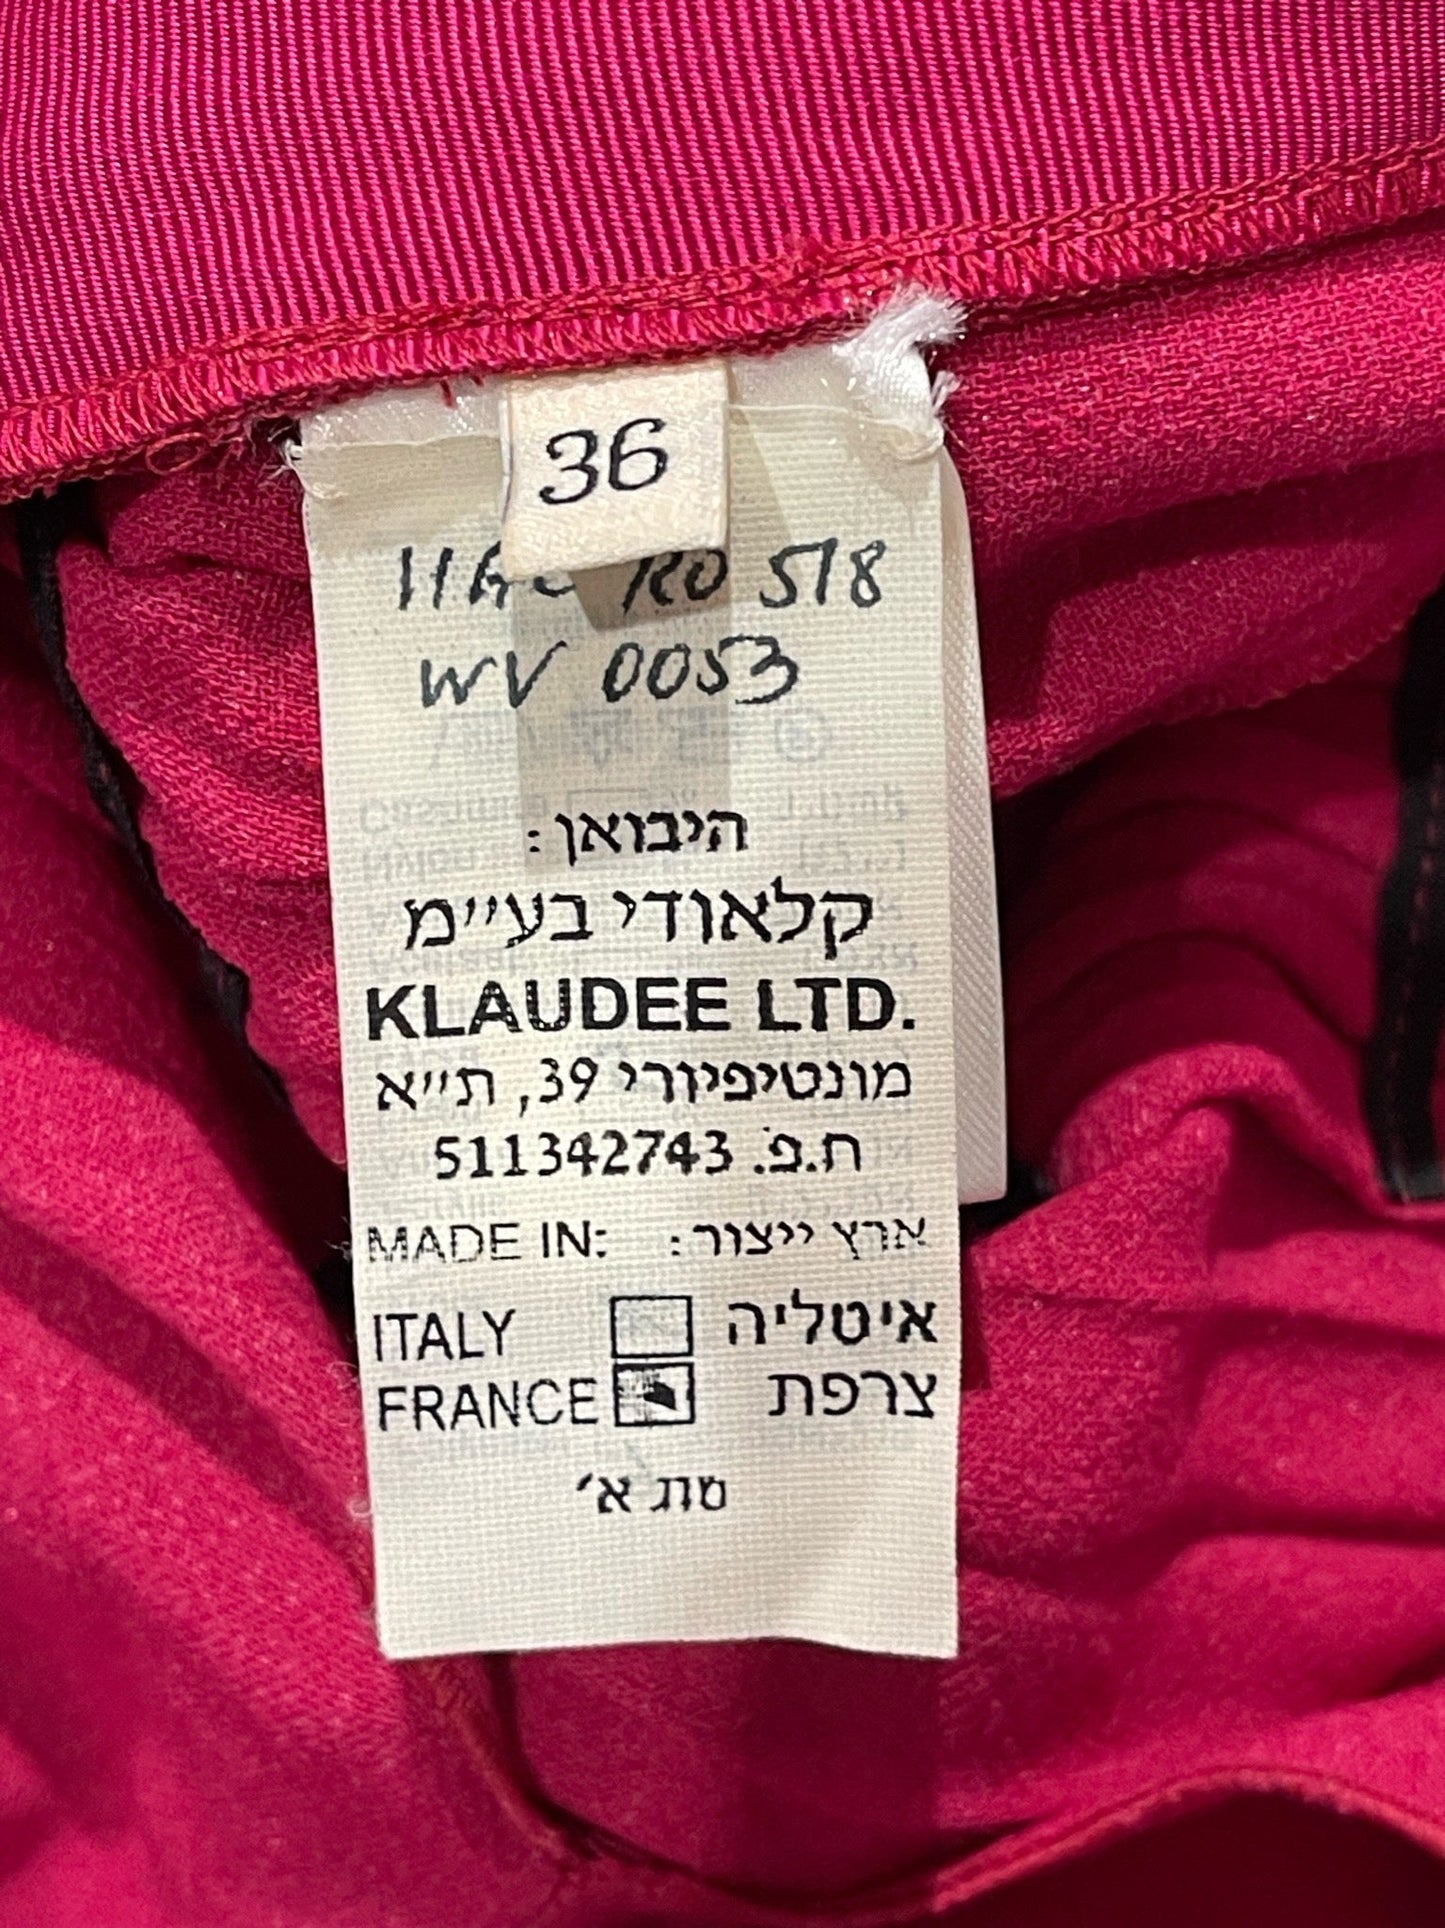 36
RO 518
WV 0053
היבואן:
קלאודי בע״מ
KLAUDEE LTD.
מונטיפיורי 39, ת״א
ח.פ. 511342743
MADE IN: ארץ ייצור:
ITALY איטליה
FRANCE צרפת
סוג א׳